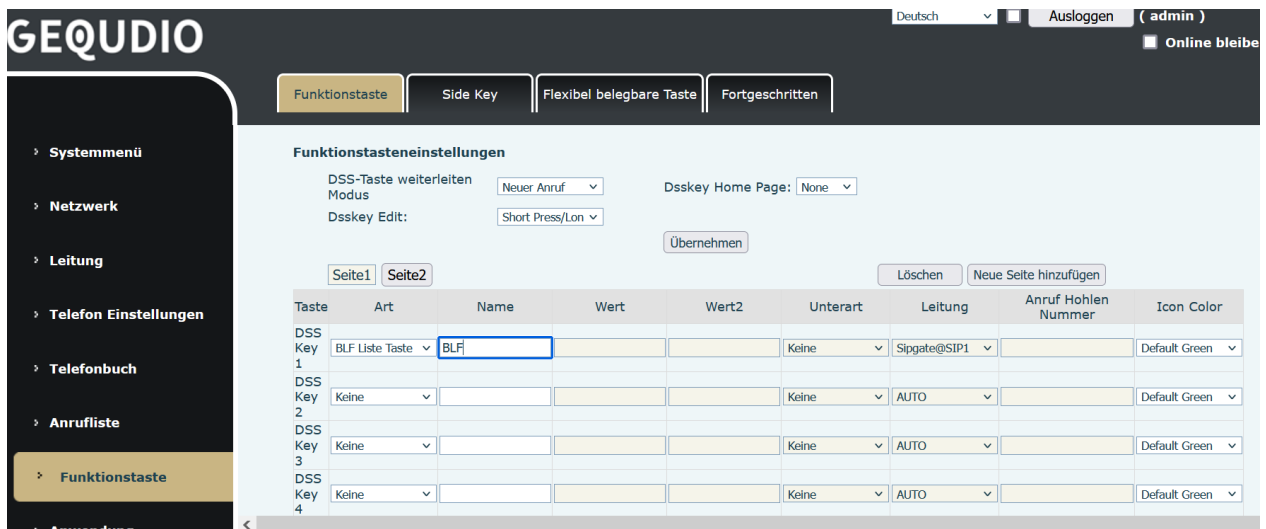 GEQUDIO
Deutsch Ausloggen ( admin )
Online bleibe
Funktionstaste Side Key Flexibel belegbare Taste Fortgeschritten
Systemmenü
Netzwerk
Leitung
Telefon Einstellungen
Telefonbuch
Anrufliste
Funktionstaste
Anwendung
Funktionstasteneinstellungen
DSS-Taste weiterleiten
Modus
Neuer Anruf
Dsskey Home Page: None
Dsskey Edit: Short Press/Lon
Übernehmen
Seite1 Seite2 Löschen Neue Seite hinzufügen
Taste Art Name Wert Wert2 Unterart Leitung Anruf Hohlen
Nummer
Icon Color
DSS
Key
1
BLF Liste Taste BLF Keine Sipgate@SIP1 Default Green
DSS
Key
2
Keine Keine AUTO Default Green
DSS
Key
3
Keine Keine AUTO Default Green
DSS
Key
4
Keine Keine AUTO Default Green